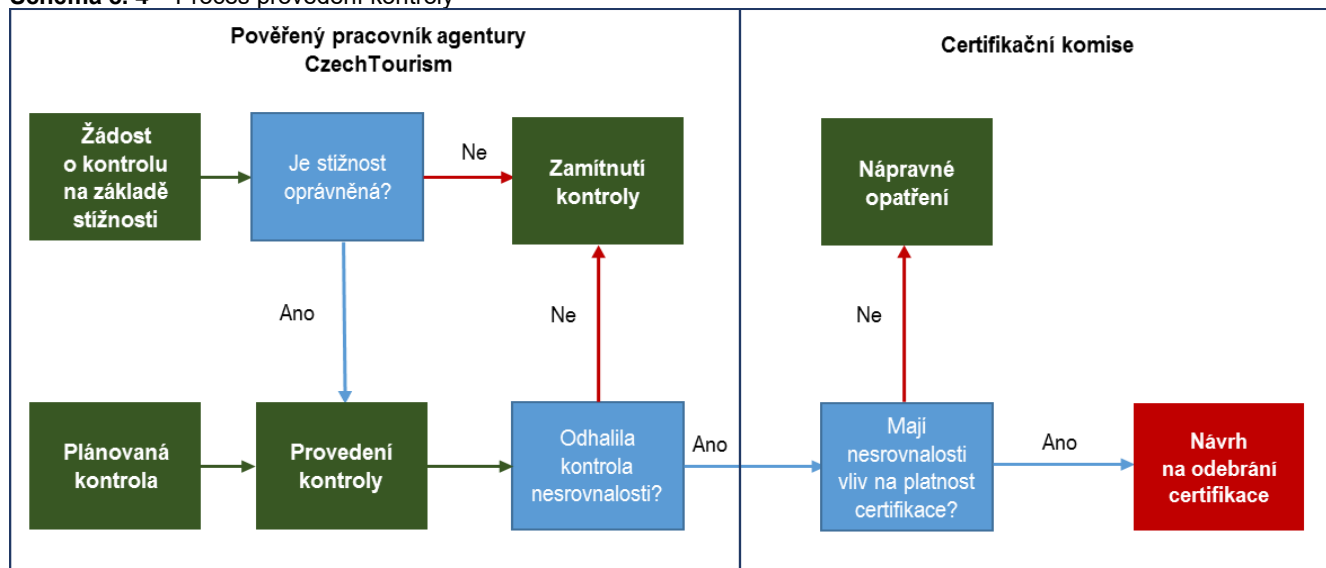 Pověřený pracovník agentury
CzechTourism
Certifikační komise
Žádost
o kontrolu
na základě
stížnosti
Je stížnost
oprávněná?
Ne
Zamítnutí
kontroly
Nápravné
opatření
Ano
Ne
Ne
Plánovaná
kontrola
Provedení
kontroly
Odhalila
kontrola
nesrovnalosti?
Ano
Mají
nesrovnalosti
vliv na platnost
certifikace?
Ano
Návrh
na odebrání
certifikace